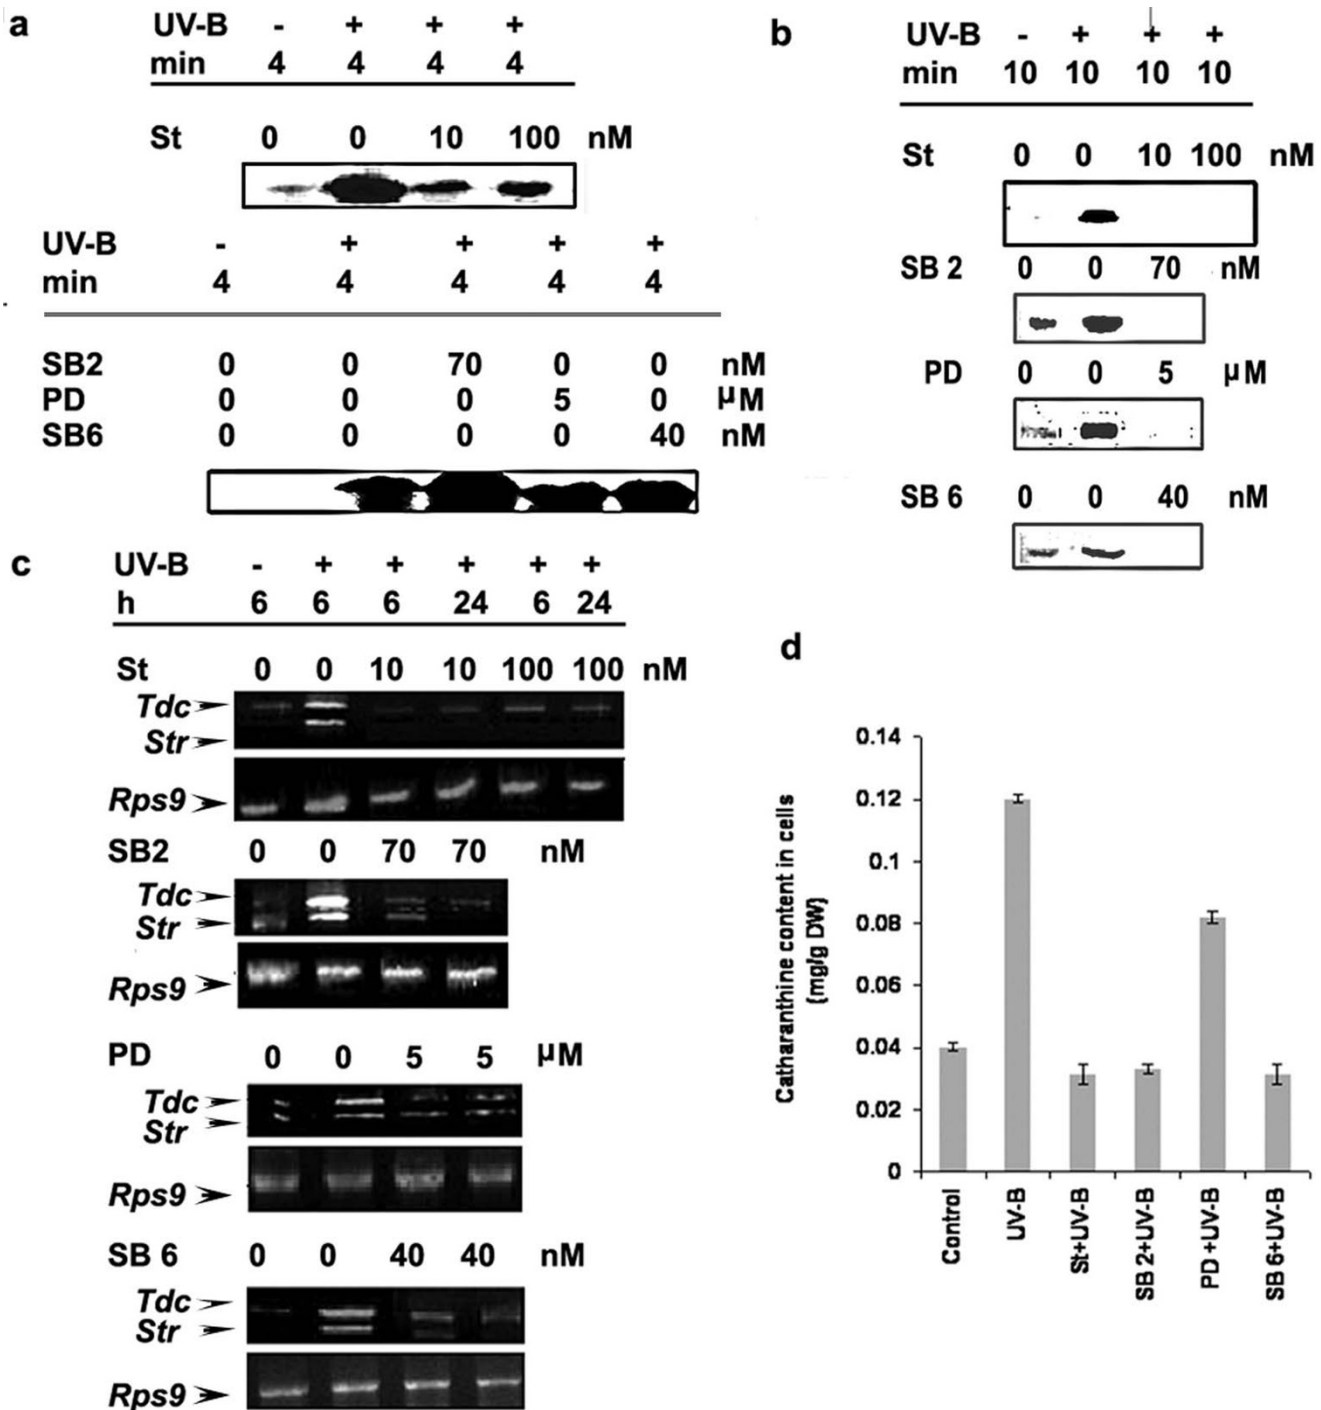 a
UV-B - + + +
min 4 4 4 4
St 0 0 10 100 nM
UV-B - + + + +
min 4 4 4 4 4
SB2 0 0 70 0 0 nM
PD 0 0 0 5 0 µM
SB6 0 0 0 0 40 nM
b
UV-B - + + +
min 10 10 10 10
St 0 0 10 100 nM
SB 2 0 0 70 nM
PD 0 0 5 µM
SB 6 0 0 40 nM
c
UV-B - + + + + +
h 6 6 6 24 6 24
St 0 0 10 10 100 100 nM
Tdc
Str
Rps9
SB2 0 0 70 70 nM
Tdc
Str
Rps9
PD 0 0 5 5 µM
Tdc
Str
Rps9
SB 6 0 0 40 40 nM
Tdc
Str
Rps9
d
Catharanthine content in cells
(mg/g DW)
0.14
0.12
0.1
0.08
0.06
0.04
0.02
0
Control
UV-B
St+UV-B
SB 2+UV-B
PD +UV-B
SB 6+UV-B